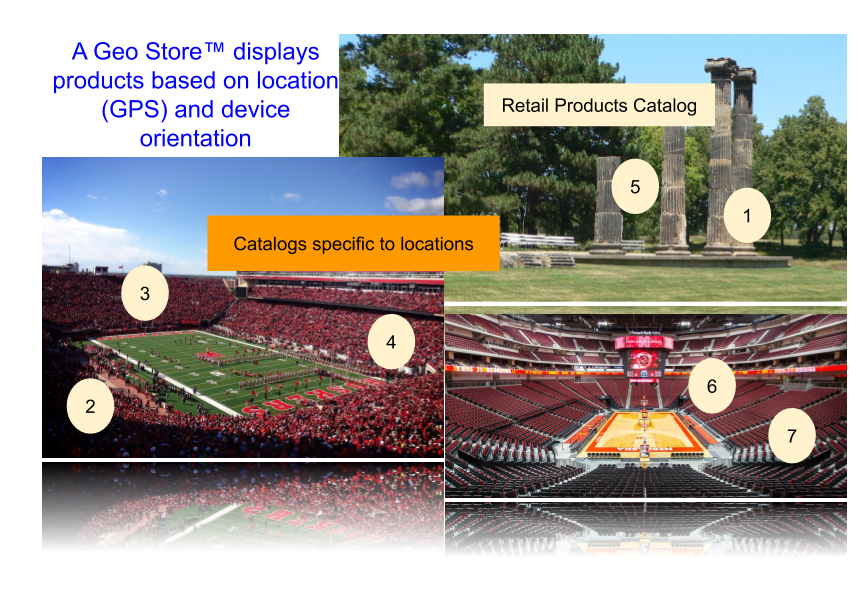 A Geo Store™ displays
products based on location
(GPS) and device
orientation
Retail Products Catalog
5
1
Catalogs specific to locations
3
4
2
6
7